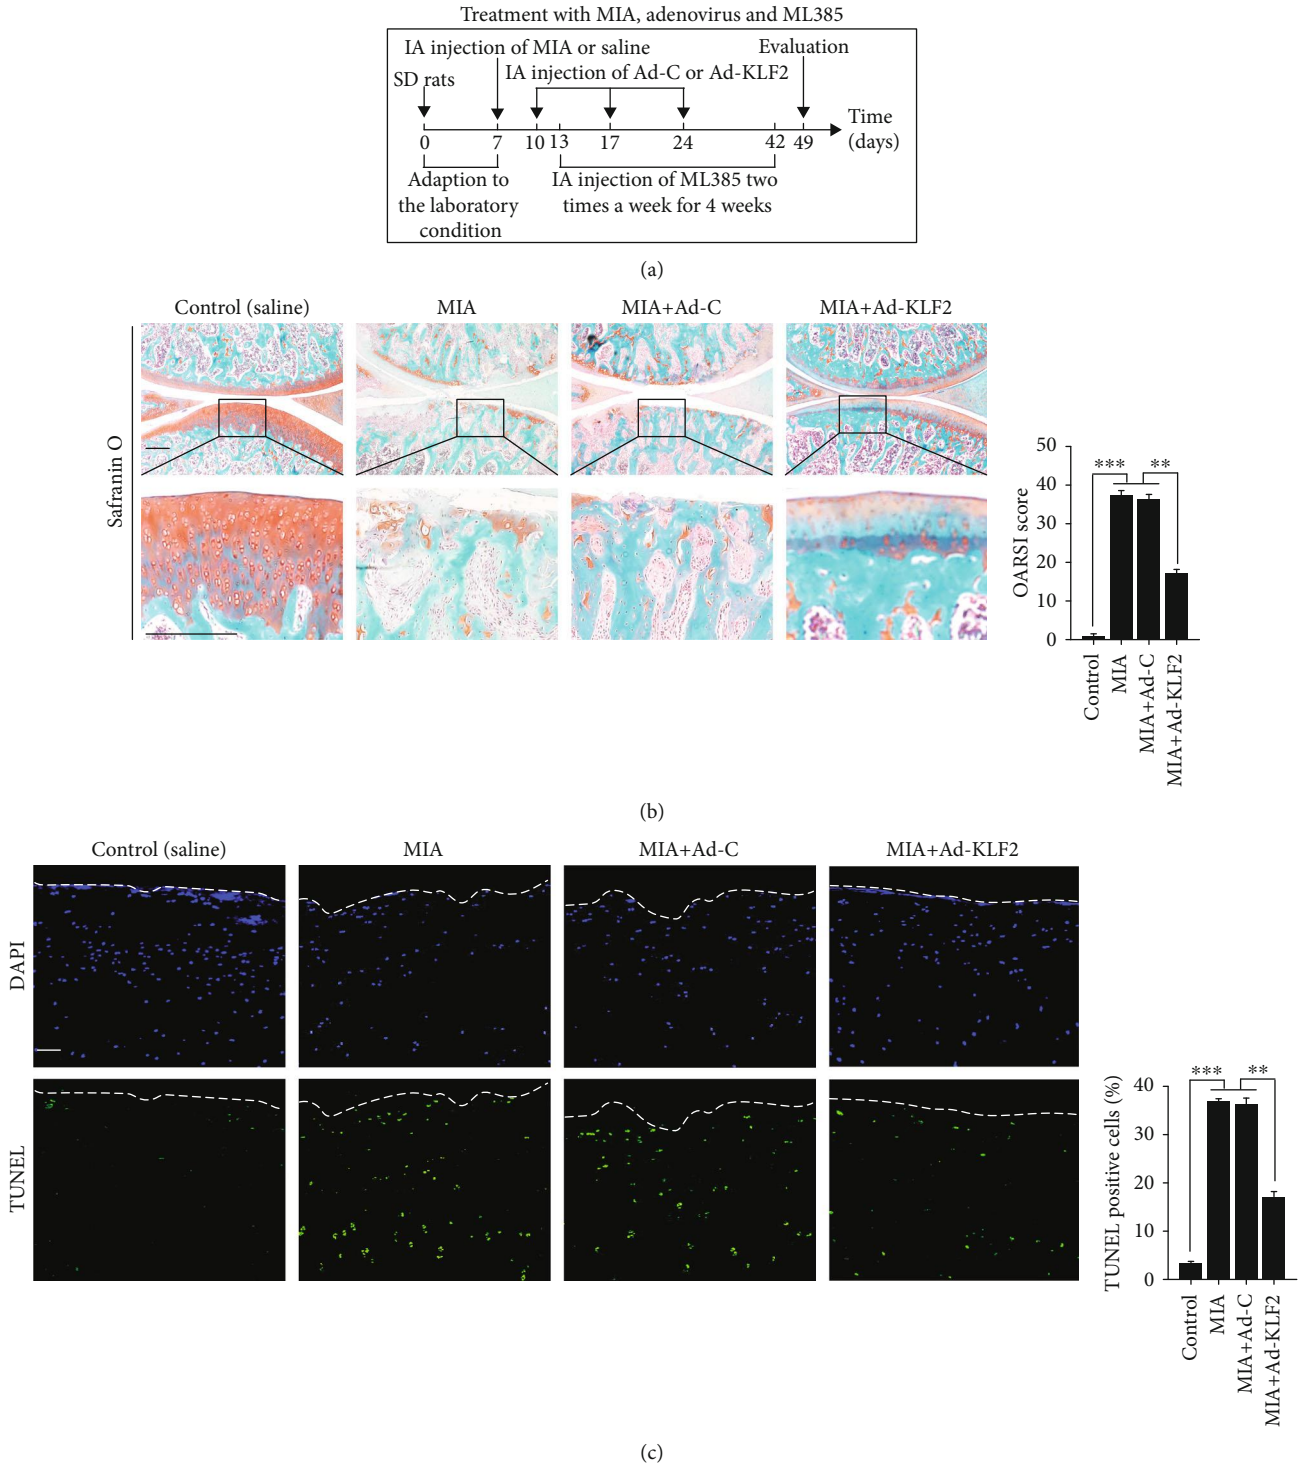 Treatment with MIA, adenovirus and ML385
IA injection of MIA or saline
Evaluation
IA injection of Ad-C or Ad-KLF2
SD rats
Time
(days)
0 7 10 13 17 24 42 49
Adaption to
the laboratory
condition
IA injection of ML385 two
times a week for 4 weeks
(a)
Control (saline) MIA MIA+Ad-C MIA+Ad-KLF2
Safranin O
OARSI score
50
40
30
20
10
0
*** **
Control
MIA
MIA+Ad-C
MIA+Ad-KLF2
(b)
Control (saline) MIA MIA+Ad-C MIA+Ad-KLF2
DAPI
TUNEL
TUNEL positive cells (%)
40
30
20
10
0
*** **
Control
MIA
MIA+Ad-C
MIA+Ad-KLF2
(c)